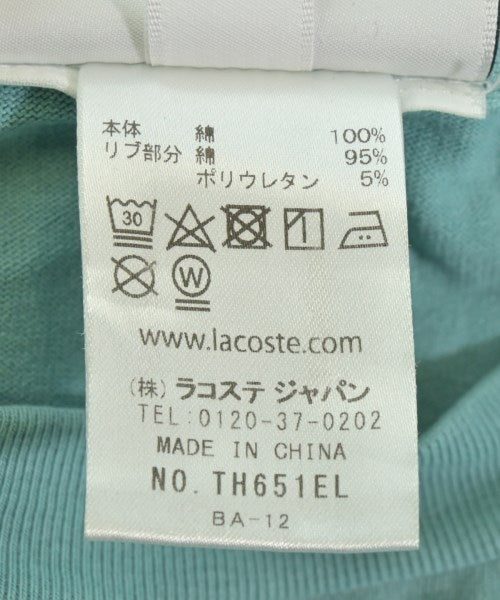 本体 綿 100%
リブ部分 綿 95%
ポリウレタン 5%
30
W
www.lacoste.com
(株) ラコステ ジャパン
TEL:0120-37-0202
MADE IN CHINA
NO. TH651EL
BA-12